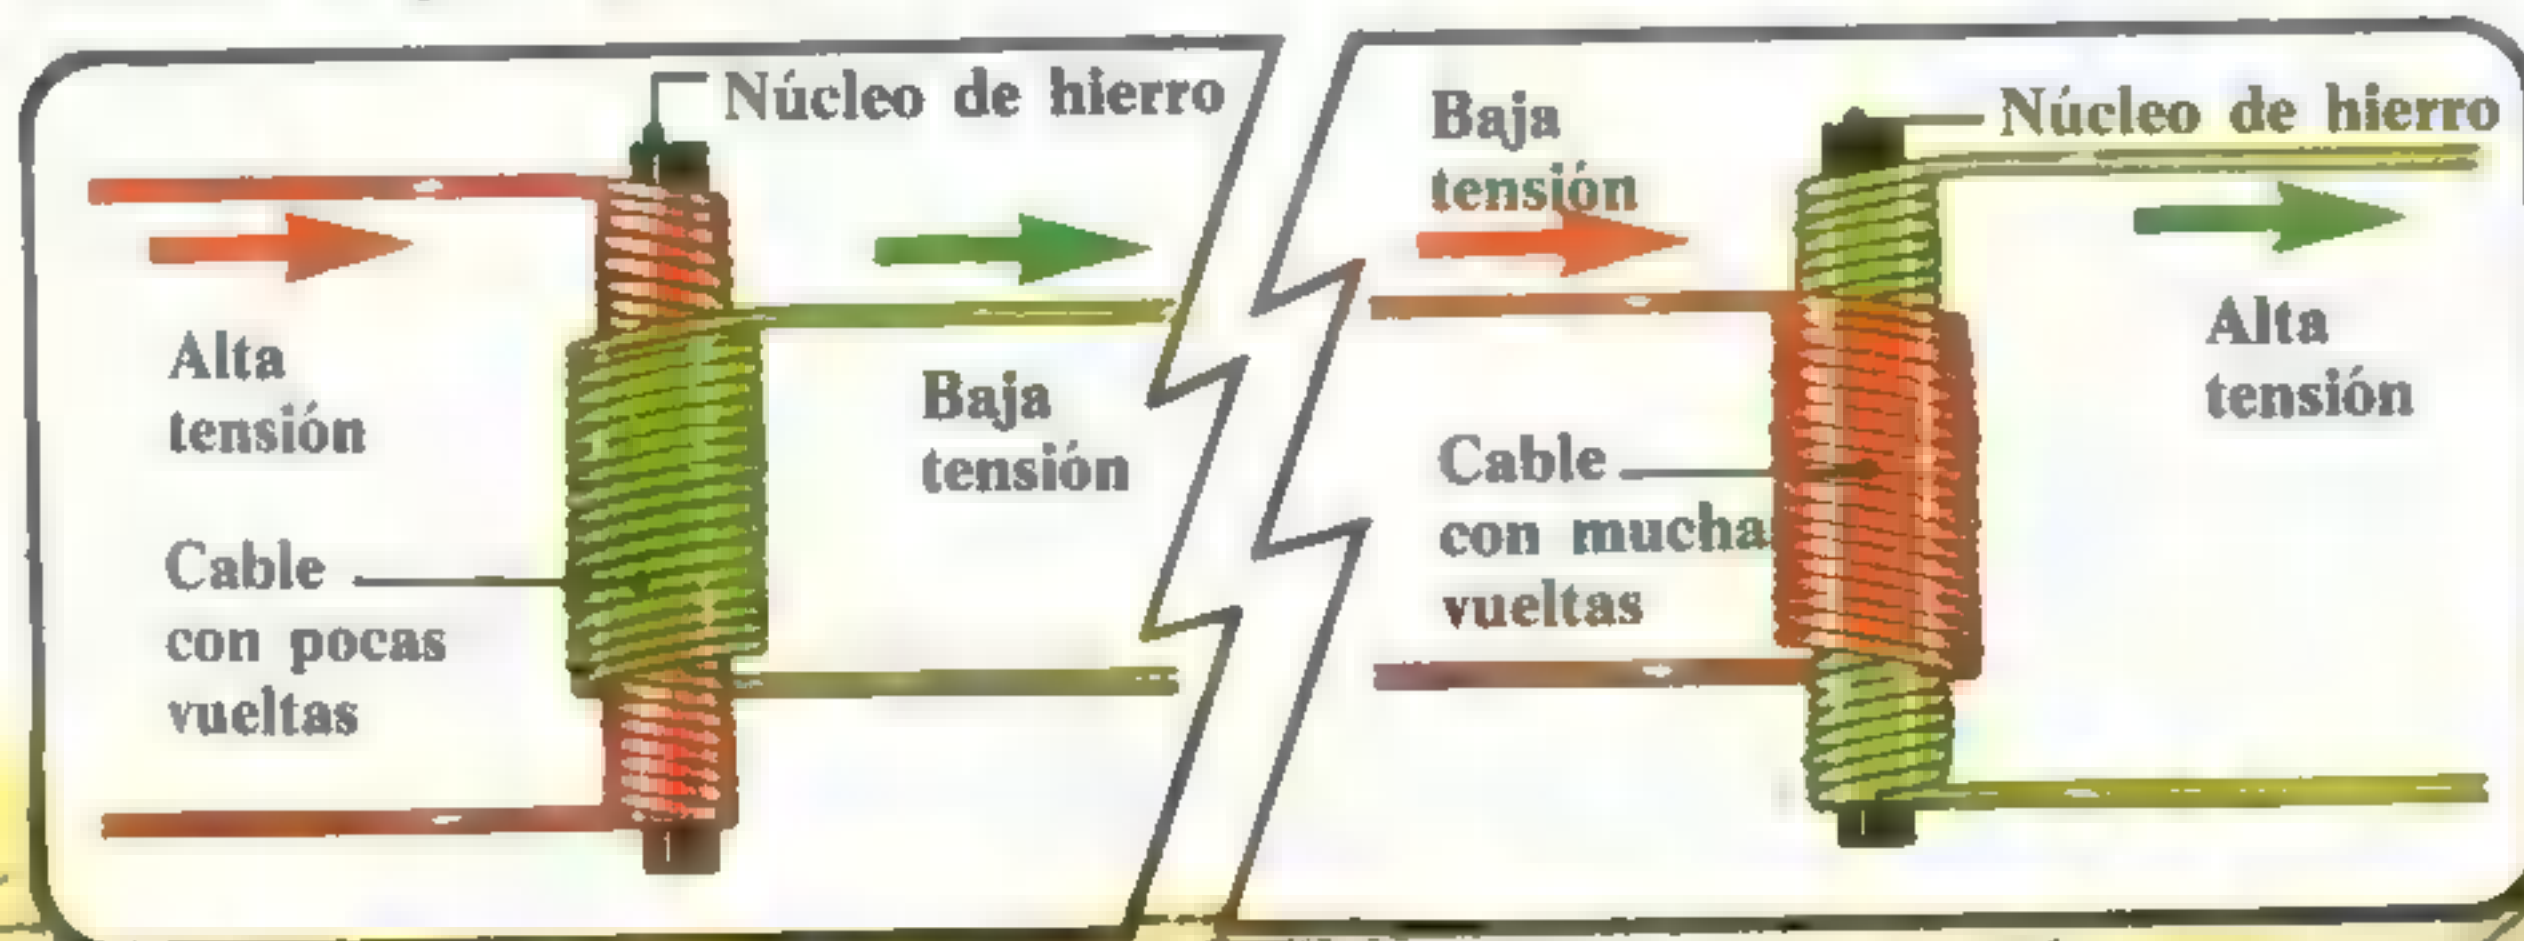 Núcleo de hierro
Alta
tensión
Baja
tensión
Cable
con pocas
vueltas
Baja
tensión
Núcleo de hierro
Alta
tensión
Cable
con mucha
vueltas